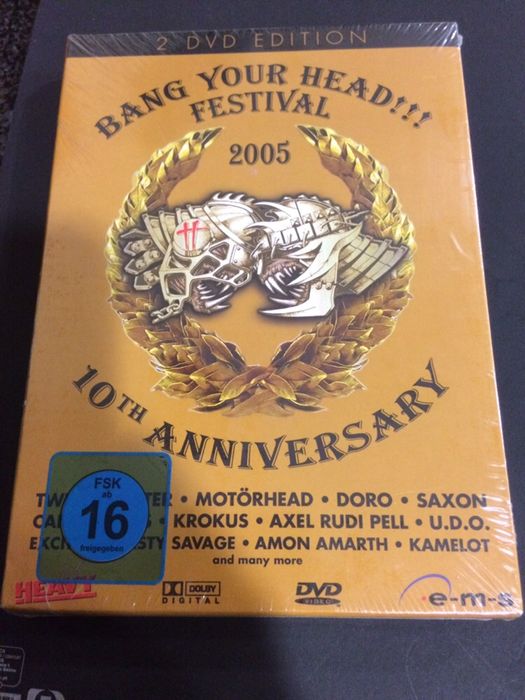 2 DVD EDITION
BANG YOUR HEAD!!!
FESTIVAL
2005
10TH ANNIVERSARY
MOTÖRHEAD • DORO • SAXON
• KROKUS • AXEL RUDI PELL • U.D.O.
SAVAGE • AMON AMARTH • KAMELOT
and many more
FSK
ab
16
freigegeben
HEAVY
DOLBY
DIGITAL
DVD
VIDEO
e-m-s